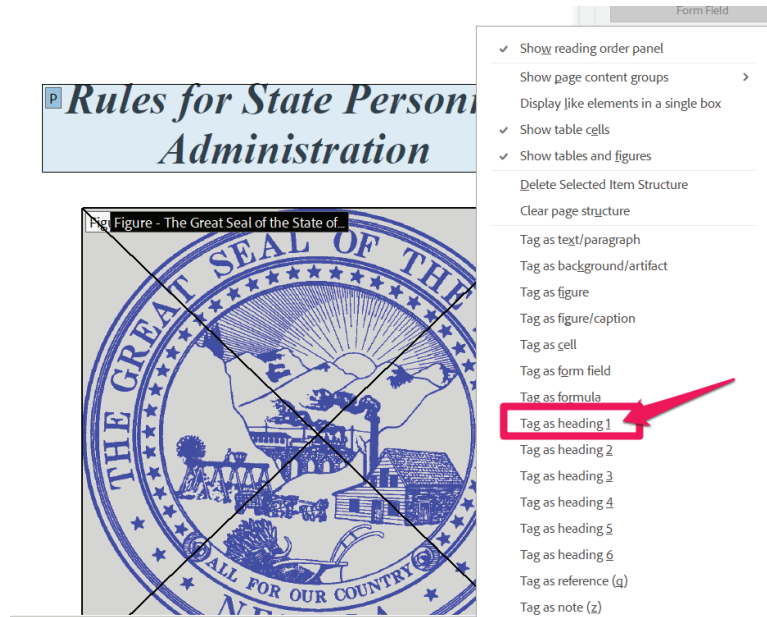 Form Field
Show reading order panel
Show page content groups
Display like elements in a single box
Show table cells
Show tables and figures
Delete Selected Item Structure
Clear page structure
Tag as text/paragraph
Tag as background/artifact
Tag as figure
Tag as figure/caption
Tag as cell
Tag as form field
Tag as formula
Tag as heading 1
Tag as heading 2
Tag as heading 3
Tag as heading 4
Tag as heading 5
Tag as heading 6
Tag as reference (q)
Tag as note (z)
P Rules for State Personn
Administration
Figu Figure - The Great Seal of the State of...
THE GREAT SEAL OF THE
ALL FOR OUR COUNTRY